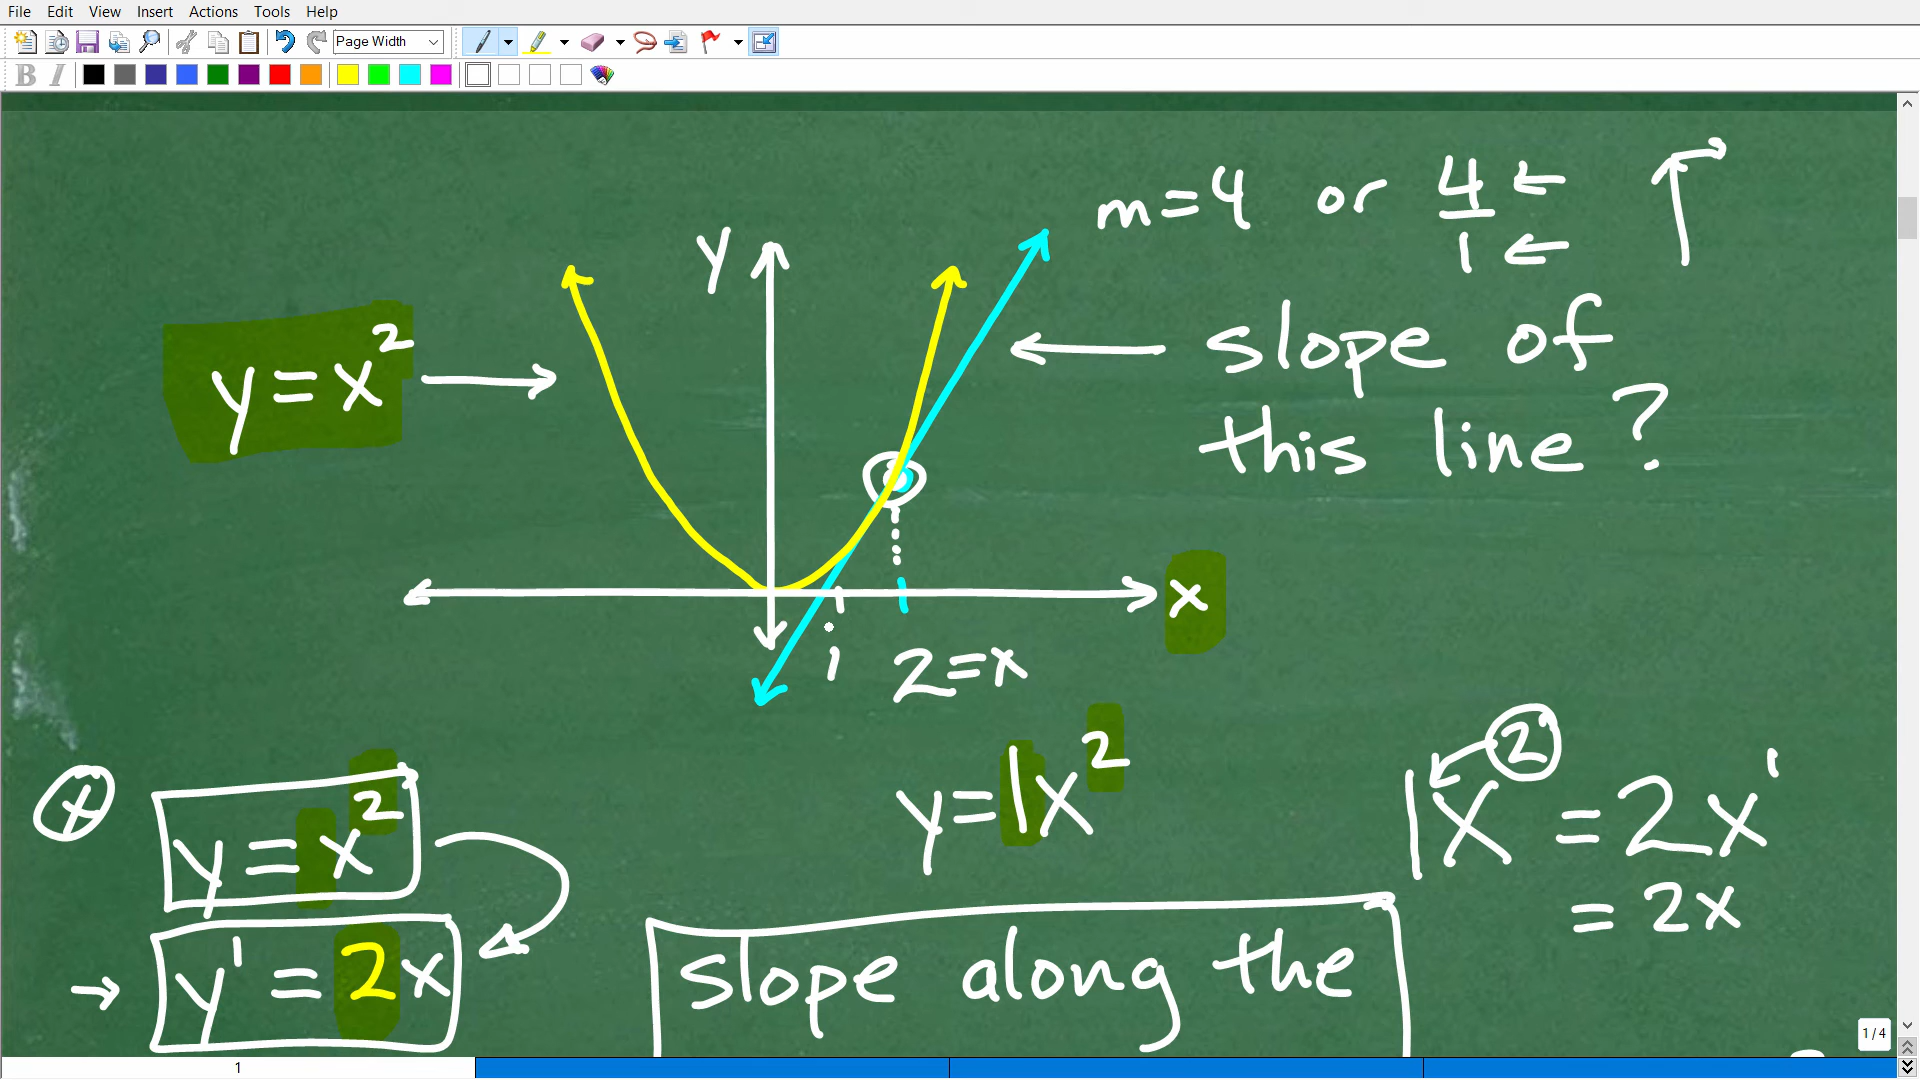 File Edit View Insert Actions Tools Help
Page Width
B I
m=4 or 4/1
y
y=x²
slope of
this line?
x
1 2=x
y=1x²
1x² = 2x¹
= 2x
x
y=x²
y' = 2x
slope along the
1/4
1